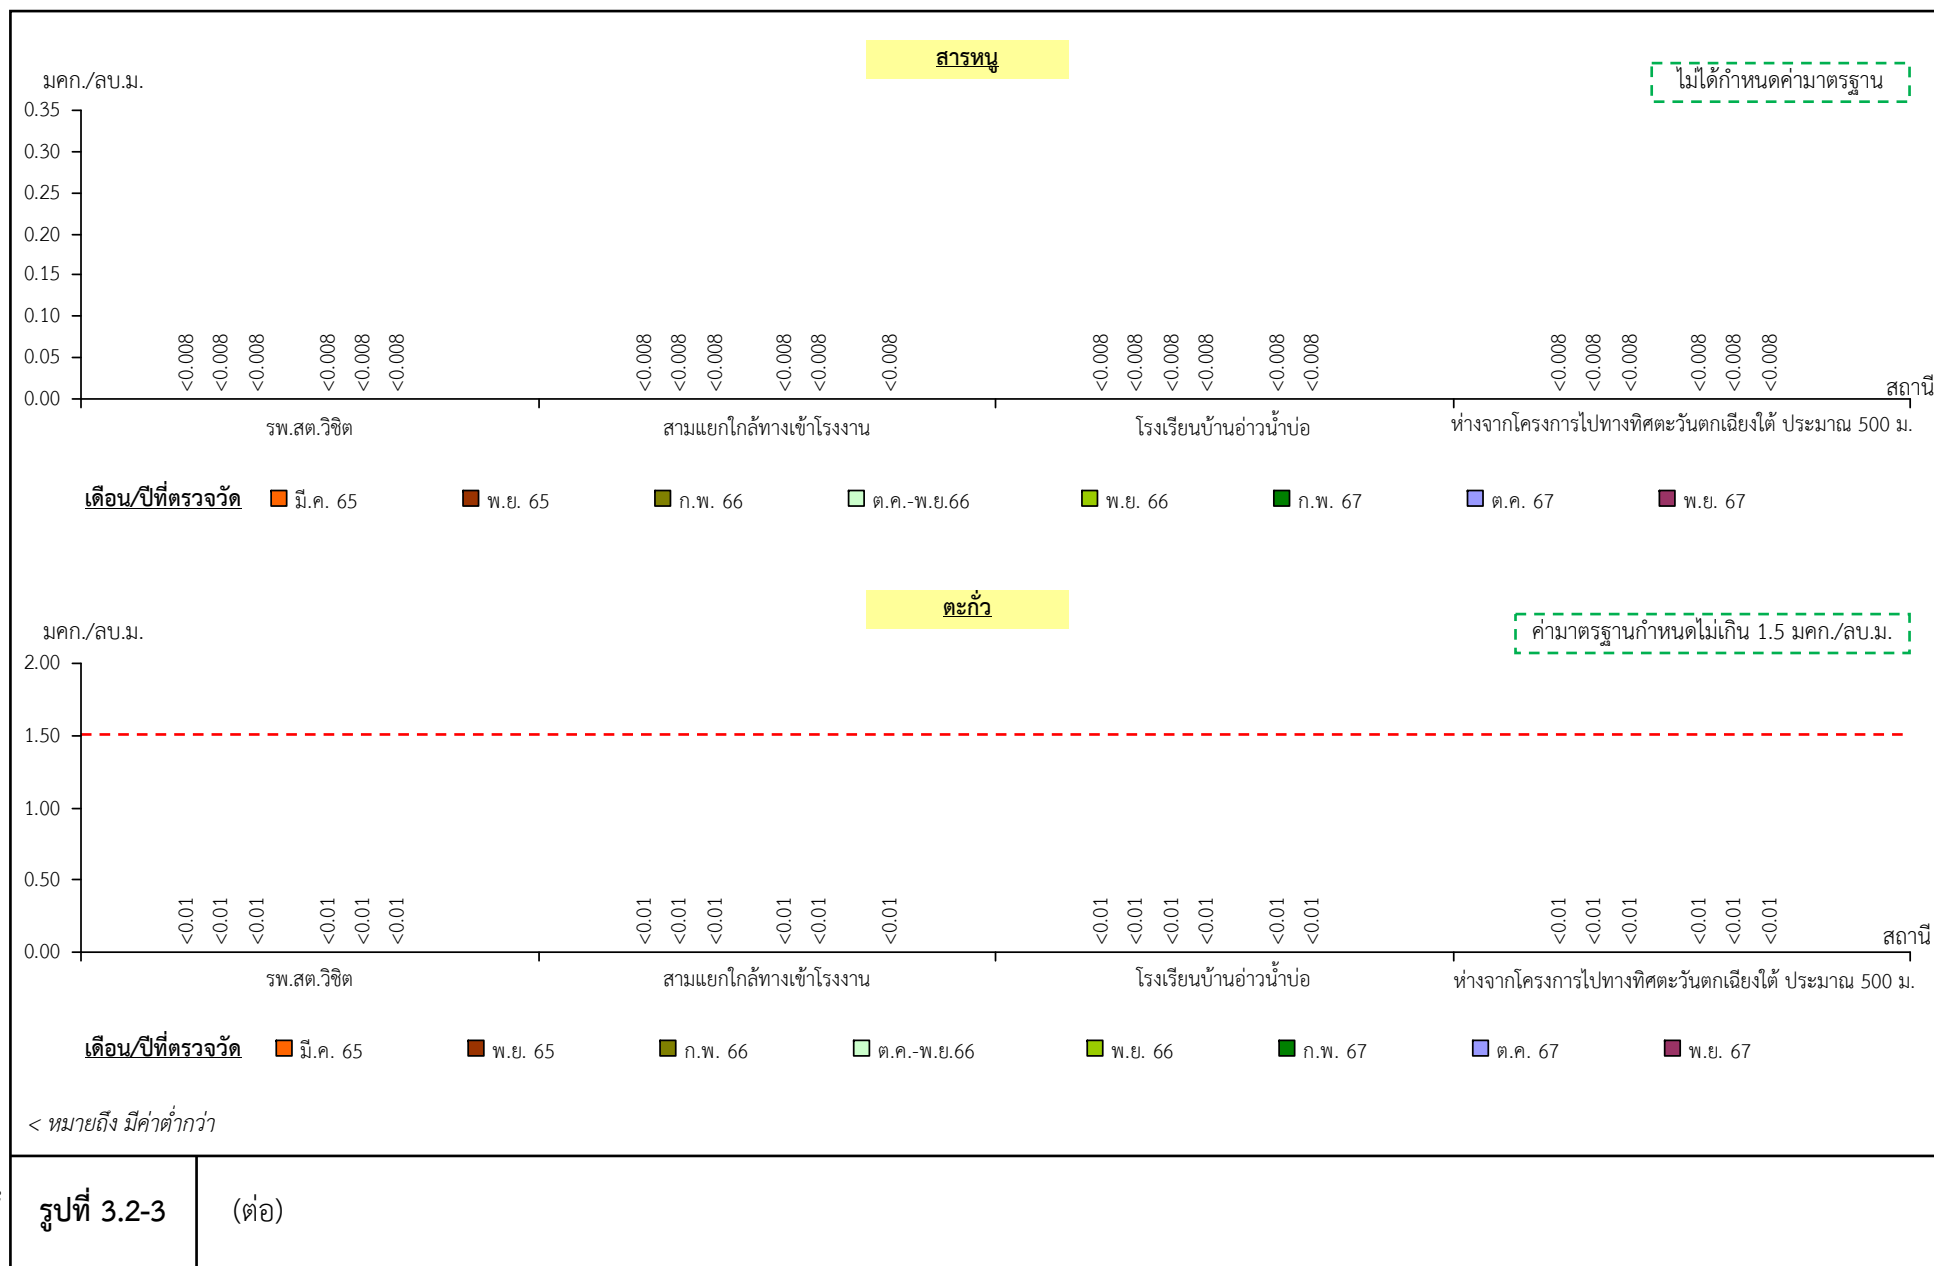 สารหนู
มคก./ลบ.ม.
ไม่ได้กำหนดค่ามาตรฐาน
0.35
0.30
0.25
0.20
0.15
0.10
0.05
0.00
<0.008 <0.008 <0.008 <0.008 <0.008 <0.008 <0.008 <0.008 <0.008 <0.008 <0.008 <0.008 <0.008 <0.008 <0.008 <0.008 <0.008 <0.008 <0.008 <0.008 <0.008 <0.008 <0.008 <0.008
สถานี
รพ.สต.วิชิต สามแยกใกล้ทางเข้าโรงงาน โรงเรียนบ้านอ่าวน้ำบ่อ ห่างจากโครงการไปทางทิศตะวันตกเฉียงใต้ ประมาณ 500 ม.
เดือน/ปีที่ตรวจวัด มี.ค. 65 พ.ย. 65 ก.พ. 66 ต.ค.-พ.ย.66 พ.ย. 66 ก.พ. 67 ต.ค. 67 พ.ย. 67
ตะกั่ว
มคก./ลบ.ม.
ค่ามาตรฐานกำหนดไม่เกิน 1.5 มคก./ลบ.ม.
2.00
1.50
1.00
0.50
0.00
<0.01 <0.01 <0.01 <0.01 <0.01 <0.01 <0.01 <0.01 <0.01 <0.01 <0.01 <0.01 <0.01 <0.01 <0.01 <0.01 <0.01 <0.01 <0.01 <0.01 <0.01 <0.01 <0.01 <0.01
สถานี
รพ.สต.วิชิต สามแยกใกล้ทางเข้าโรงงาน โรงเรียนบ้านอ่าวน้ำบ่อ ห่างจากโครงการไปทางทิศตะวันตกเฉียงใต้ ประมาณ 500 ม.
เดือน/ปีที่ตรวจวัด มี.ค. 65 พ.ย. 65 ก.พ. 66 ต.ค.-พ.ย.66 พ.ย. 66 ก.พ. 67 ต.ค. 67 พ.ย. 67
< หมายถึง มีค่าต่ำกว่า
รูปที่ 3.2-3 (ต่อ)